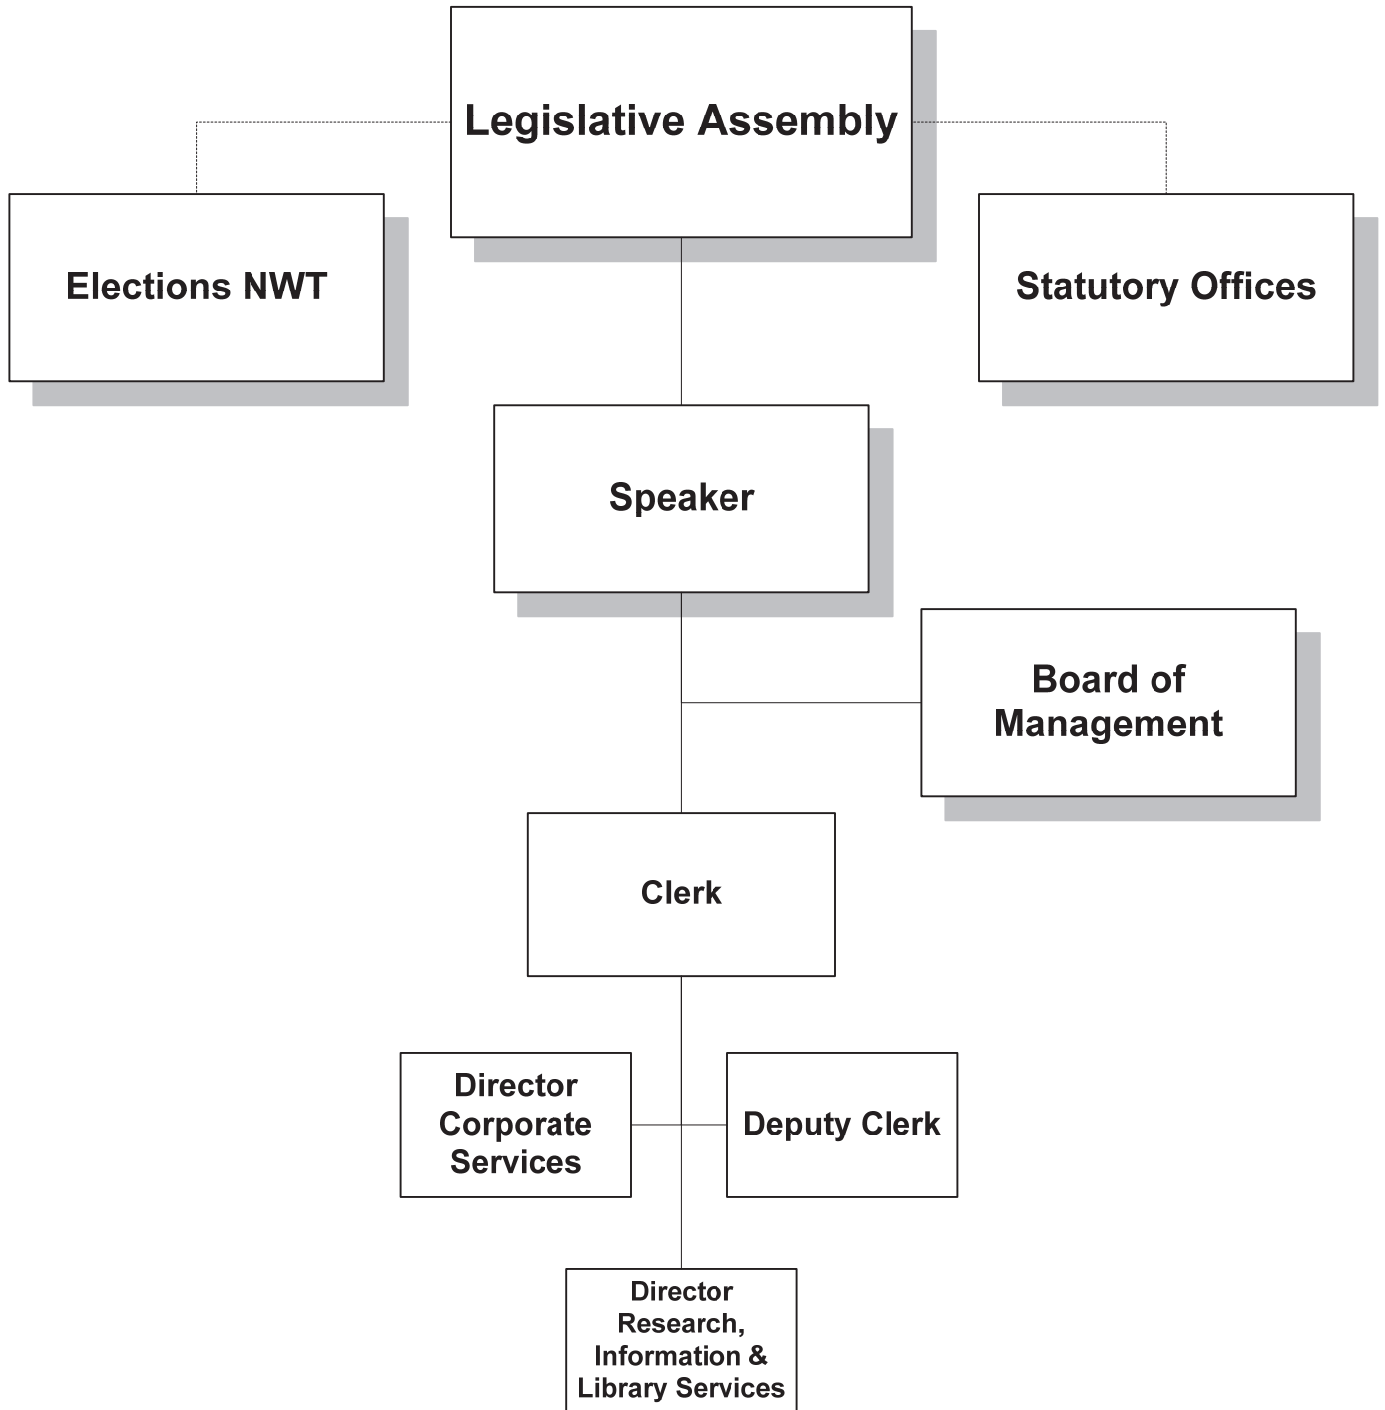 Legislative Assembly
Elections NWT
Statutory Offices
Speaker
Board of
Management
Clerk
Director
Corporate
Services
Deputy Clerk
Director
Research,
Information &
Library Services